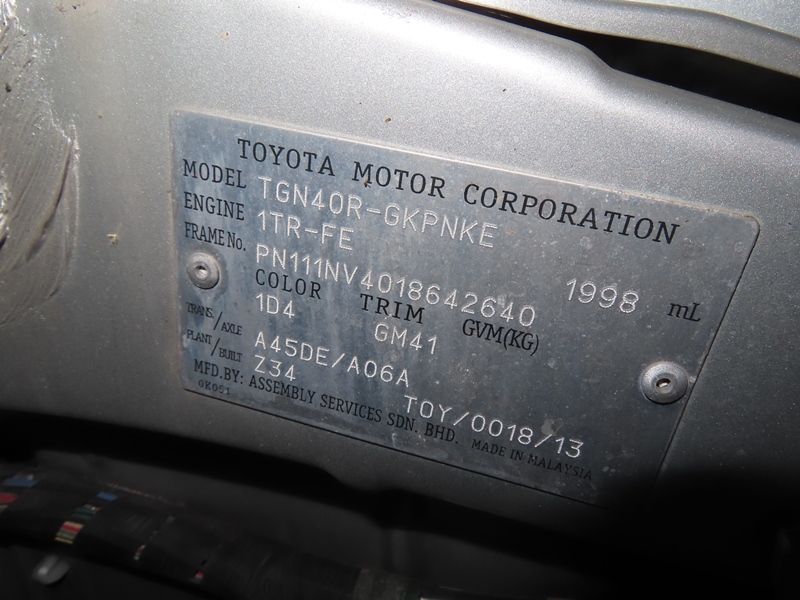 TOYOTA MOTOR CORPORATION
MODEL TGN40R-GKPNKE
ENGINE 1TR-FE 1998 mL
FRAME No. PN111NV4018642640
COLOR TRIM GVM(KG)
1D4 GM41
TRANS./AXLE A45DE/A06A
PLANT/BUILT Z34 TOY/0018/13
MFD.BY: ASSEMBLY SERVICES SDN. BHD. MADE IN MALAYSIA
0K051